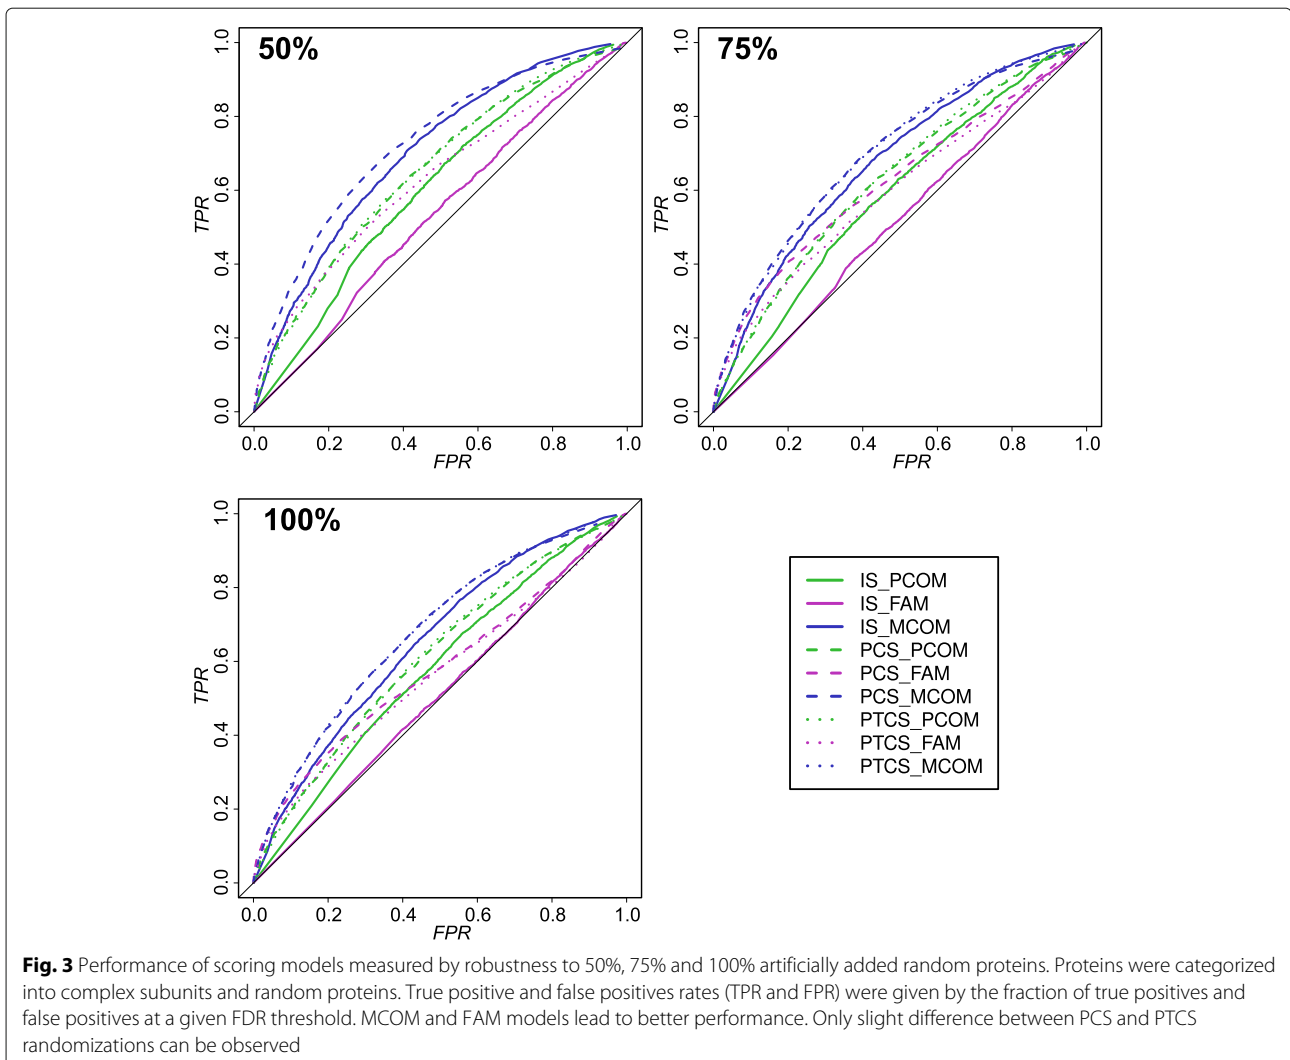 50%
1.0
0.8
0.6
0.4
0.2
0.0
TPR
0.0 0.2 0.4 0.6 0.8 1.0
FPR
75%
1.0
0.8
0.6
0.4
0.2
0.0
TPR
0.0 0.2 0.4 0.6 0.8 1.0
FPR
100%
1.0
0.8
0.6
0.4
0.2
0.0
TPR
0.0 0.2 0.4 0.6 0.8 1.0
FPR
IS_PCOM
IS_FAM
IS_MCOM
PCS_PCOM
PCS_FAM
PCS_MCOM
PTCS_PCOM
PTCS_FAM
PTCS_MCOM
Fig. 3 Performance of scoring models measured by robustness to 50%, 75% and 100% artificially added random proteins. Proteins were categorized
into complex subunits and random proteins. True positive and false positives rates (TPR and FPR) were given by the fraction of true positives and
false positives at a given FDR threshold. MCOM and FAM models lead to better performance. Only slight difference between PCS and PTCS
randomizations can be observed